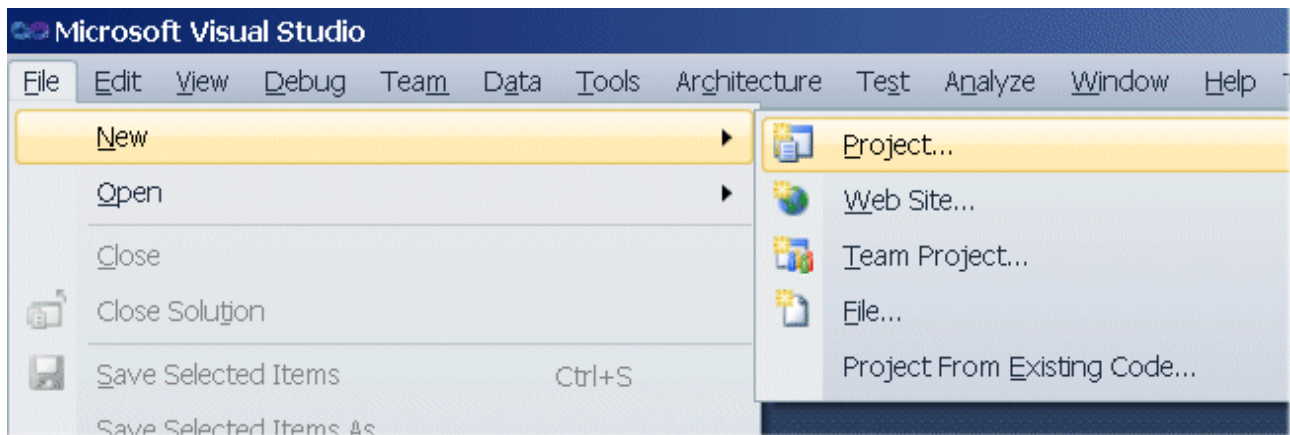 Microsoft Visual Studio
File Edit View Debug Team Data Tools Architecture Test Analyze Window Help
New
Project...
Open
Web Site...
Close
Team Project...
Close Solution
File...
Save Selected Items Ctrl+S
Project From Existing Code...
Save Selected Items As